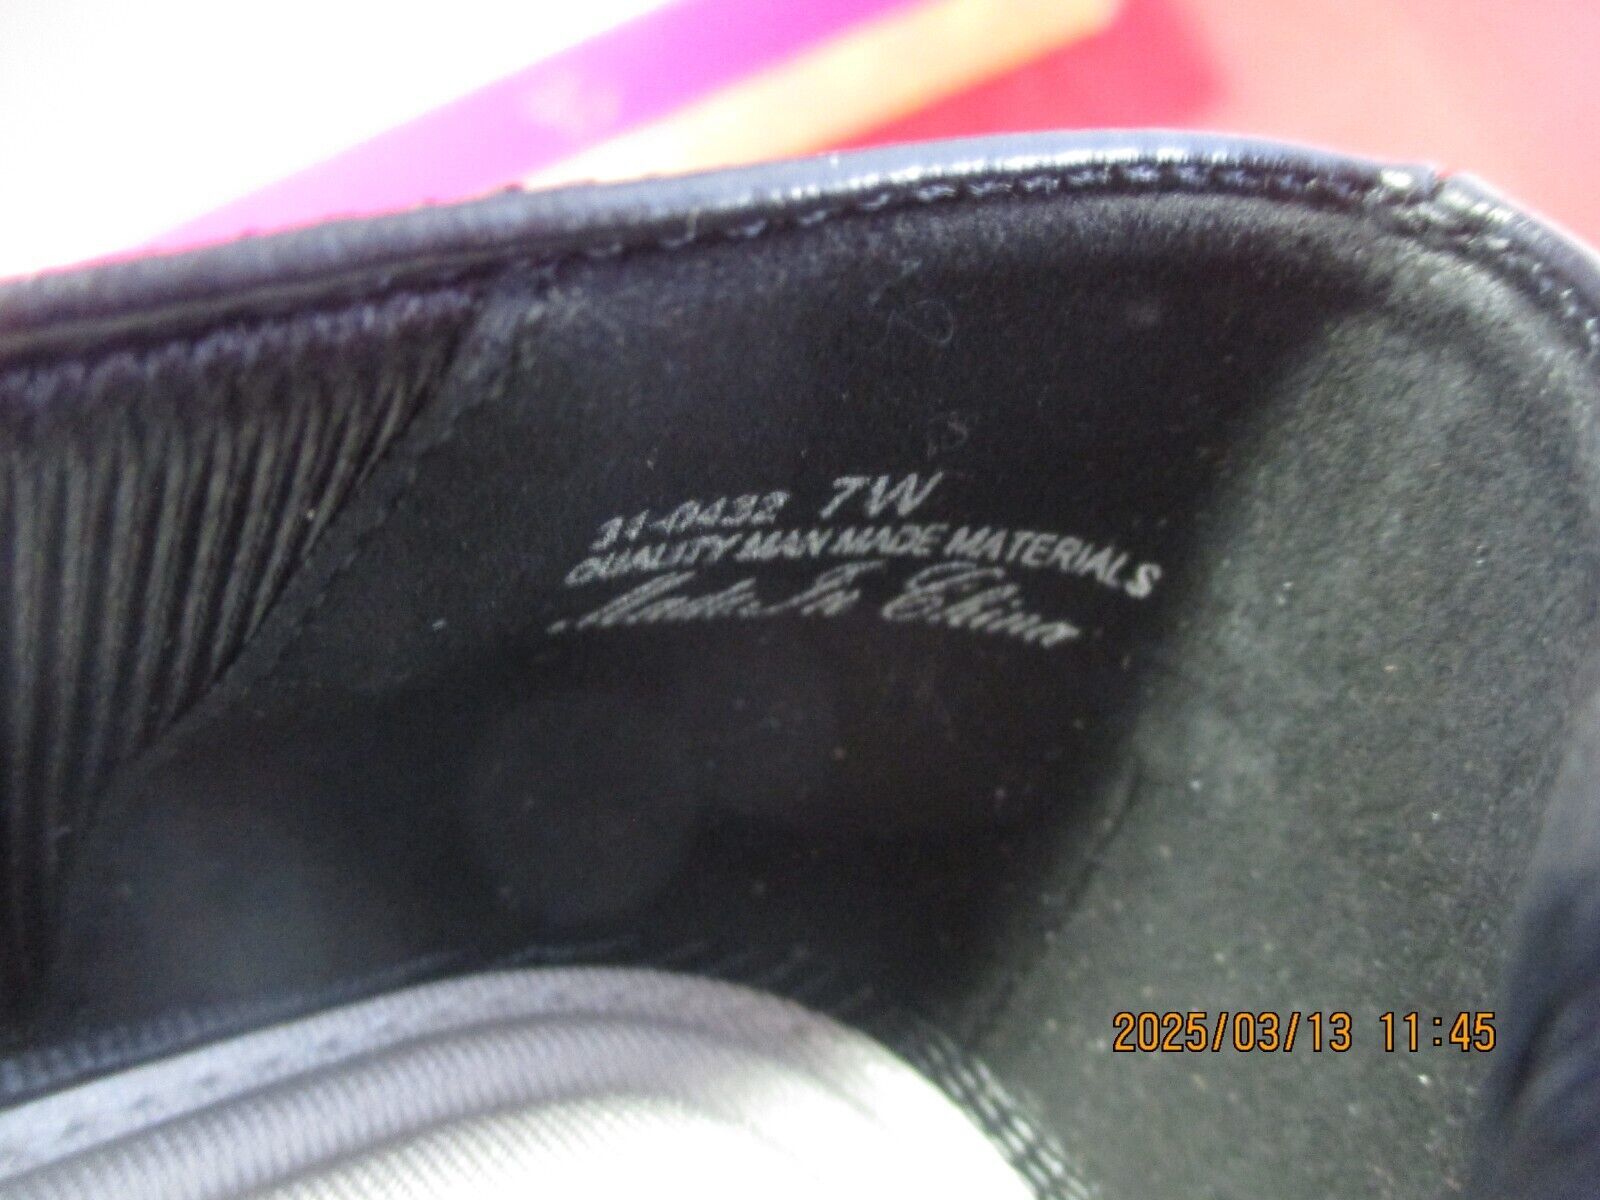 31-0432 7W
QUALITY MAN MADE MATERIALS
Made In China
2025/03/13 11:45